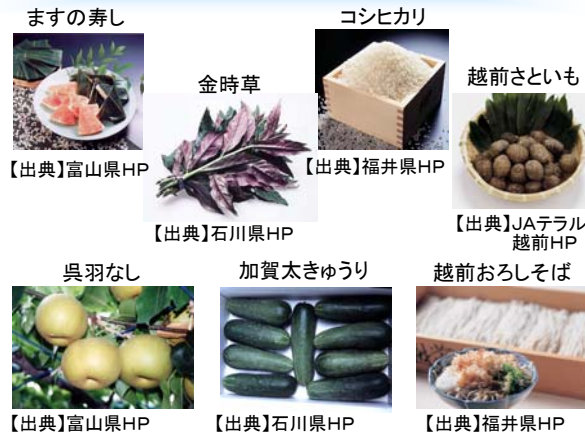 ますの寿し
【出典】富山県HP
金時草
【出典】石川県HP
コシヒカリ
【出典】福井県HP
越前さといも
【出典】JAテラル
越前HP
呉羽なし
【出典】富山県HP
加賀太きゅうり
【出典】石川県HP
越前おろしそば
【出典】福井県HP